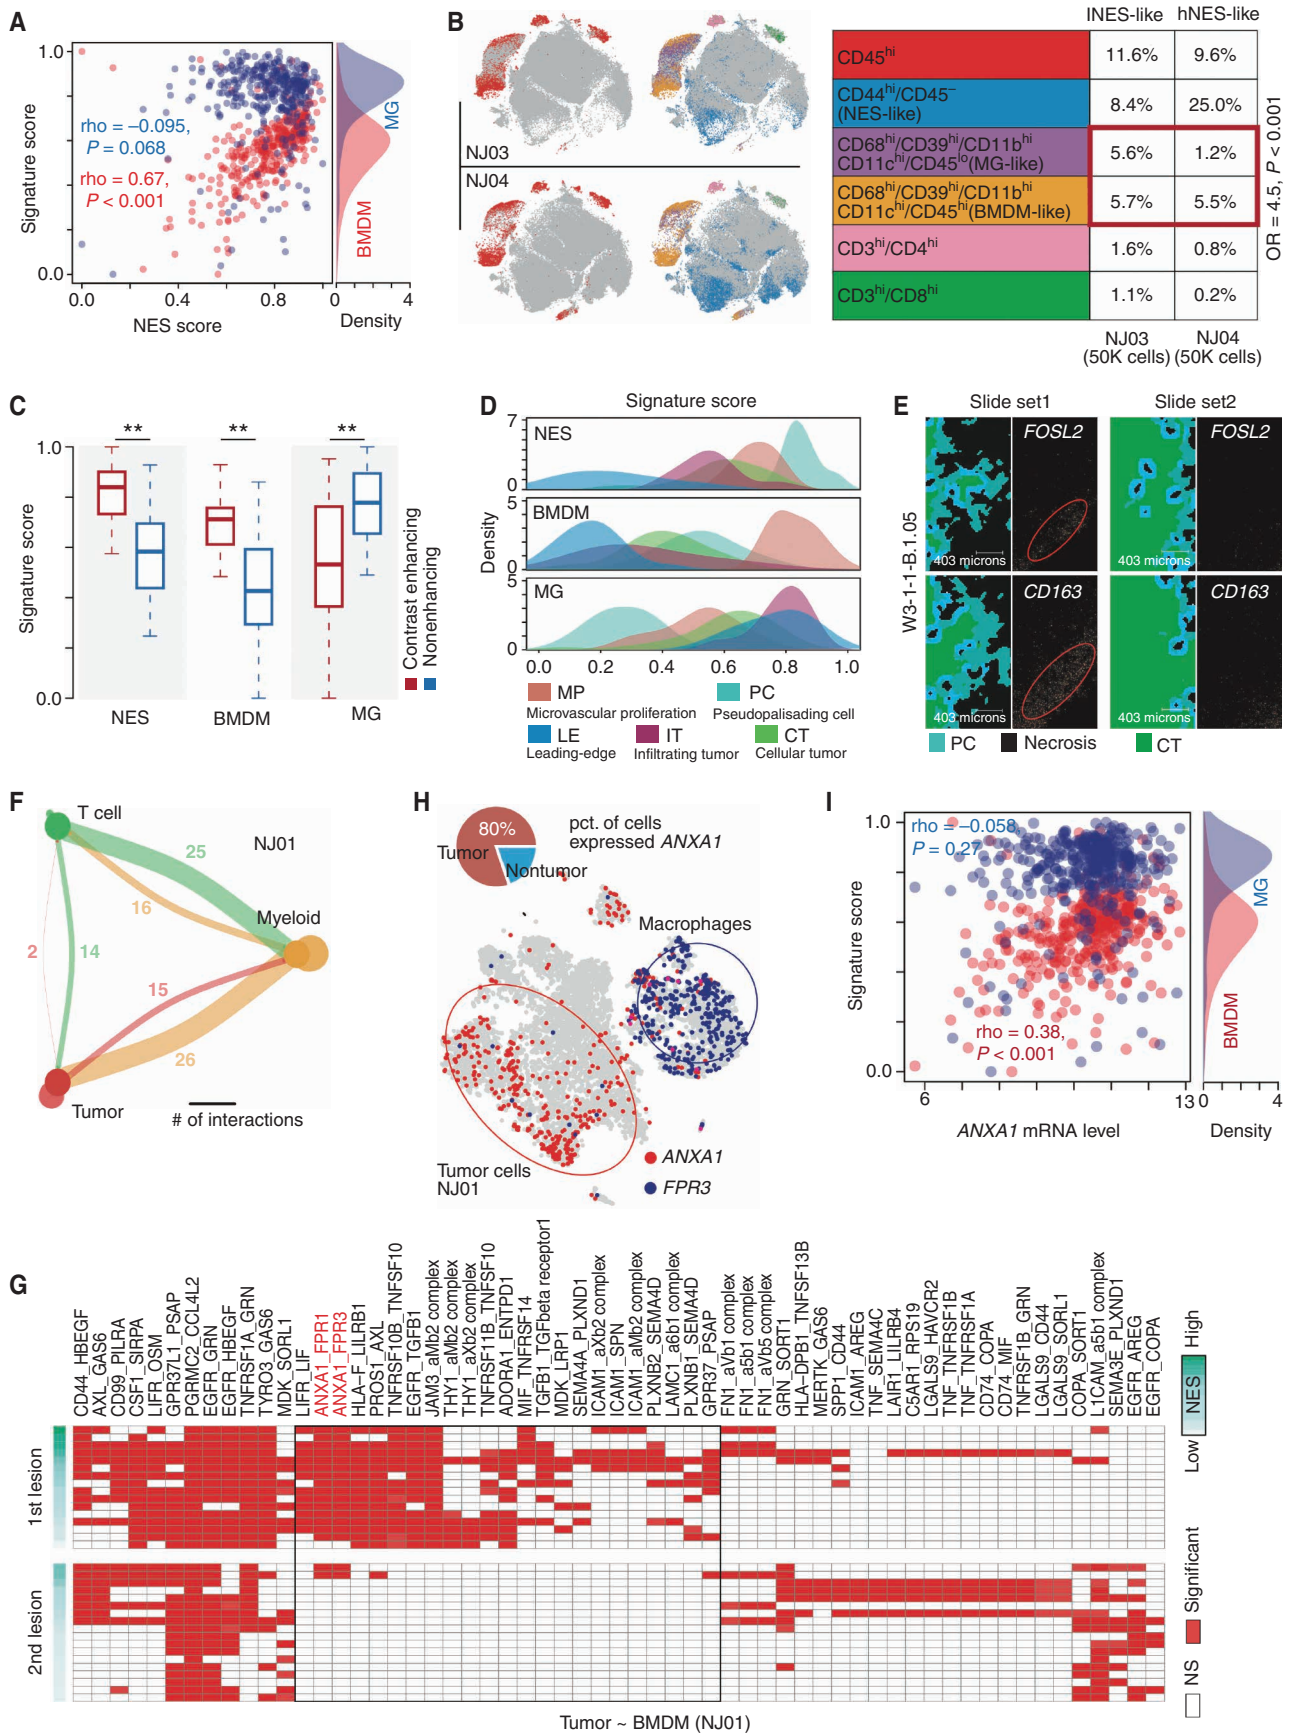 A
1.0
0.0
Signature score
rho = –0.095,
P = 0.068
rho = 0.67,
P < 0.001
0.0
0.4
0.8
NES score
MG
BMDM
0
4
Density
B
NJ03
NJ04
lNES-like
hNES-like
CD45hi
11.6%
9.6%
CD44hi/CD45–
(NES-like)
8.4%
25.0%
CD68hi/CD39hi/CD11bhi
CD11chi/CD45lo(MG-like)
5.6%
1.2%
CD68hi/CD39hi/CD11bhi
CD11chi/CD45hi(BMDM-like)
5.7%
5.5%
CD3hi/CD4hi
1.6%
0.8%
CD3hi/CD8hi
1.1%
0.2%
NJ03
(50K cells)
NJ04
(50K cells)
OR = 4.5, P < 0.001
C
1.0
0.0
Signature score
**
**
**
NES
BMDM
MG
Contrast enhancing
Nonenhancing
D
Signature score
7
NES
0
5
BMDM
0
5
MG
0
Density
0.0
0.2
0.4
0.6
0.8
1.0
MP
Microvascular proliferation
PC
Pseudopalisading cell
LE
Leading-edge
IT
Infiltrating tumor
CT
Cellular tumor
E
Slide set1
Slide set2
W3-1-1-B.1.05
FOSL2
FOSL2
403 microns
403 microns
CD163
CD163
403 microns
403 microns
PC
Necrosis
CT
F
T cell
NJ01
25
16
Myeloid
2
14
15
26
Tumor
# of interactions
H
80%
Tumor
Nontumor
pct. of cells
expressed ANXA1
Macrophages
Tumor cells
NJ01
ANXA1
FPR3
I
1.0
0.0
Signature score
rho = –0.058,
P = 0.27
rho = 0.38,
P < 0.001
6
13
ANXA1 mRNA level
MG
BMDM
0
4
Density
G
CD44_HBEGF
AXL_GAS6
CD99_PILRA
CSF1_SIRPA
LIFR_OSM
GPR37L1_PSAP
PGRMC2_CCL4L2
EGFR_GRN
EGFR_HBEGF
TNFRSF1A_GRN
TYRO3_GAS6
MDK_SORL1
LIFR_LIF
ANXA1_FPR1
ANXA1_FPR3
HLA-F_LILRB1
PROS1_AXL
TNFRSF10B_TNFSF10
EGFR_TGFB1
JAM3_aMb2 complex
THY1_aMb2 complex
THY1_aXb2 complex
TNFRSF11B_TNFSF10
ADORA1_ENTPD1
MIF_TNFRSF14
TGFB1_TGFbeta receptor1
MDK_LRP1
SEMA4A_PLXND1
ICAM1_aXb2 complex
ICAM1_SPN
ICAM1_aMb2 complex
PLXNB2_SEMA4D
LAMC1_a6b1 complex
PLXNB1_SEMA4D
GPR37_PSAP
FN1_aVb1 complex
FN1_a5b1 complex
FN1_aVb5 complex
GRN_SORT1
HLA–DPB1_TNFSF13B
MERTK_GAS6
SPP1_CD44
ICAM1_AREG
TNF_SEMA4C
LAIR1_LILRB4
C5AR1_RPS19
LGALS9_HAVCR2
TNF_TNFRSF1B
TNF_TNFRSF1A
CD74_COPA
CD74_MIF
TNFRSF1B_GRN
LGALS9_CD44
LGALS9_SORL1
COPA_SORT1
L1CAM_a5b1 complex
SEMA3E_PLXND1
EGFR_AREG
EGFR_COPA
1st lesion
2nd lesion
Tumor ~ BMDM (NJ01)
High
NES
Low
Significant
NS